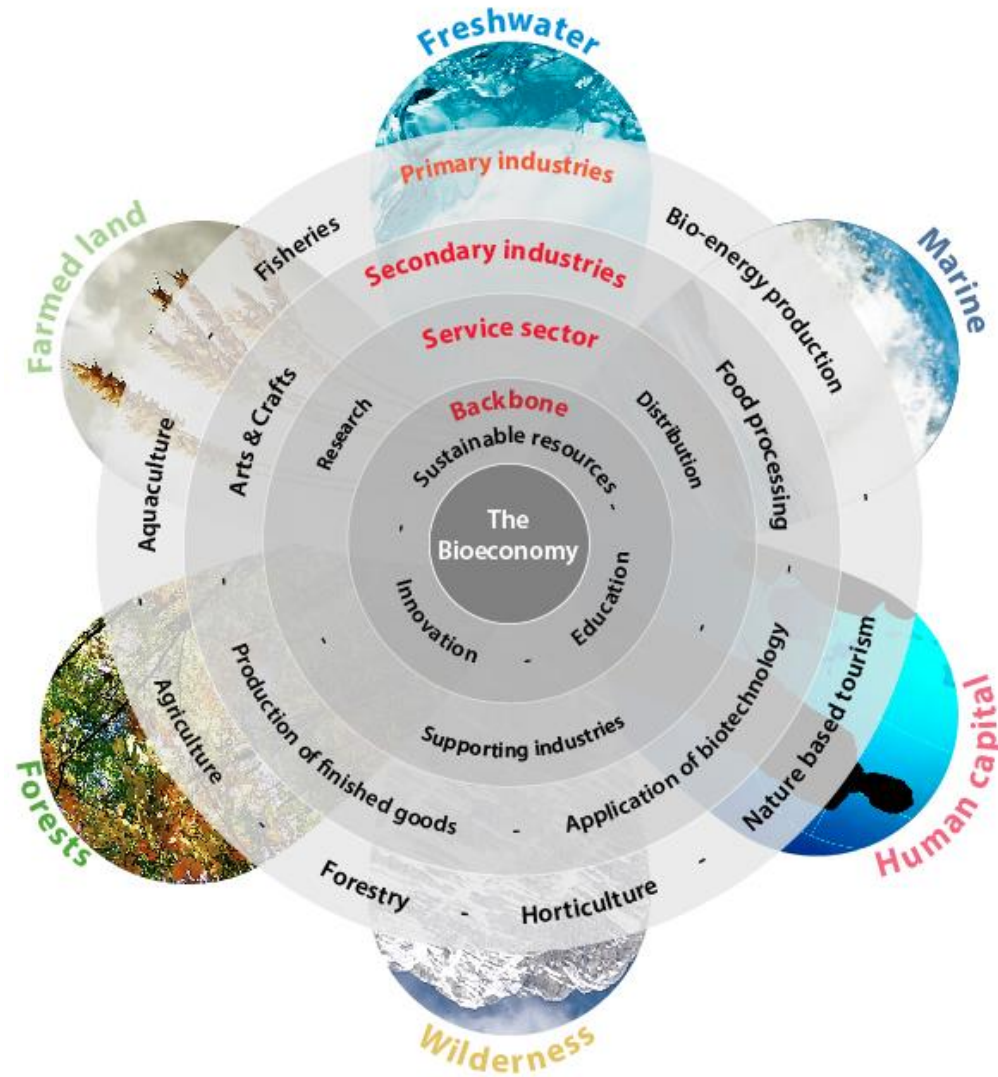 Freshwater
Marine
Human capital
Wilderness
Forests
Farmed land
Primary industries
Bio-energy production
-
Nature based tourism
-
Horticulture
-
Forestry
-
Agriculture
-
Aquaculture
-
Fisheries
Secondary industries
Food processing
-
Application of biotechnology
-
Production of finished goods
-
Arts & Crafts
Service sector
Distribution
-
Supporting industries
-
Research
Backbone
Sustainable resources
-
Education
-
Innovation
-
The
Bioeconomy